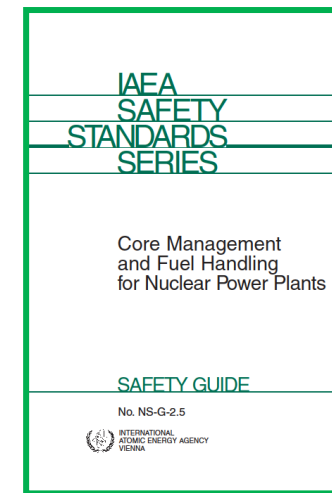 IAEA
SAFETY
STANDARDS
SERIES
Core Management
and Fuel Handling
for Nuclear Power Plants
SAFETY GUIDE
No. NS-G-2.5
INTERNATIONAL
ATOMIC ENERGY AGENCY
VIENNA